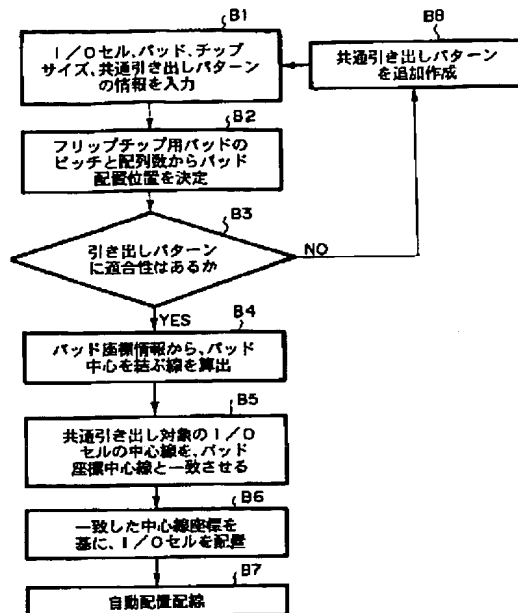 B1
I/Oセル、パッド、チップ
サイズ、共通引き出しパターン
の情報を入力
B8
共通引き出しパターン
を追加作成
B2
フリップチップ用パッドの
ピッチと配列数からパッド
配置位置を決定
B3
引き出しパターン
に適合性はあるか
NO
YES
B4
パッド座標情報から、パッド
中心を結ぶ線を算出
B5
共通引き出し対象のI/O
セルの中心線を、パッド
座標中心線と一致させる
B6
一致した中心線座標を
基に、I/Oセルを配置
B7
自動配置配線